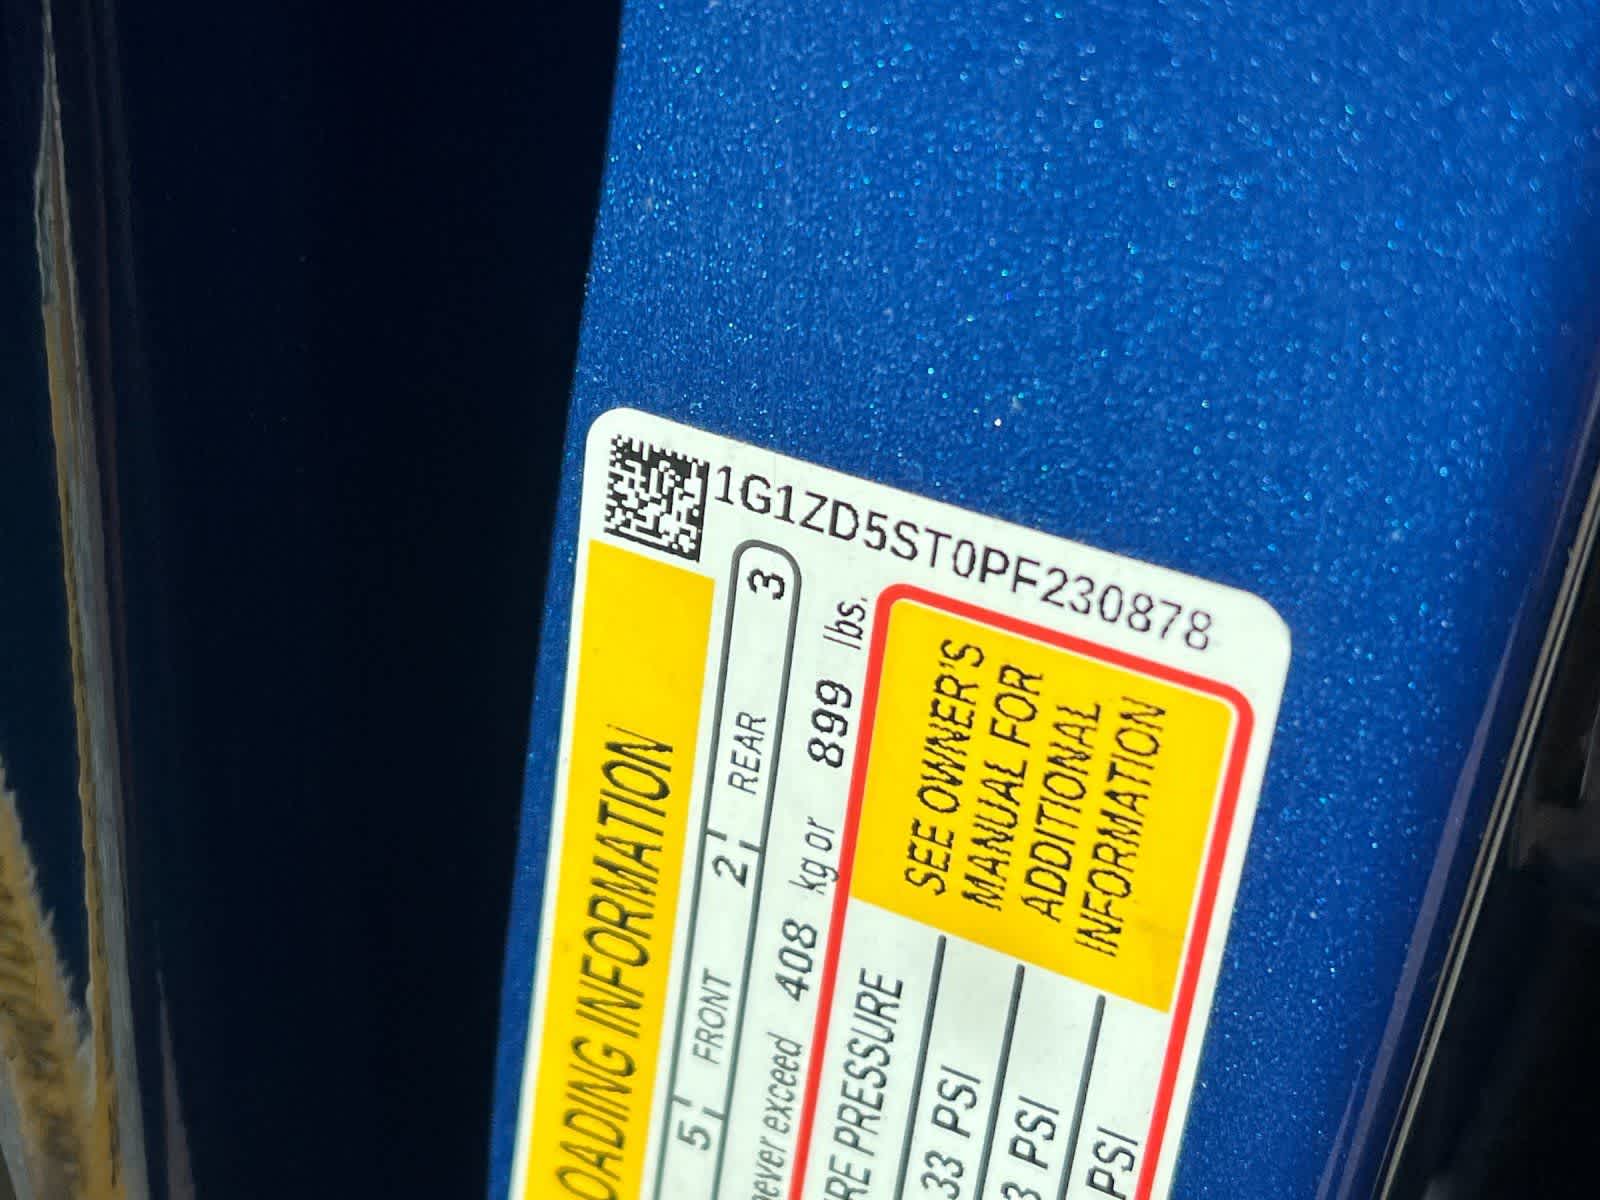 1G1ZD5ST0PF230878
OADING INFORMATION
5 FRONT 2 REAR 3
never exceed 408 kg or 899 lbs.
RE PRESSURE
33 PSI
3 PSI
PSI
SEE OWNER'S
MANUAL FOR
ADDITIONAL
INFORMATION